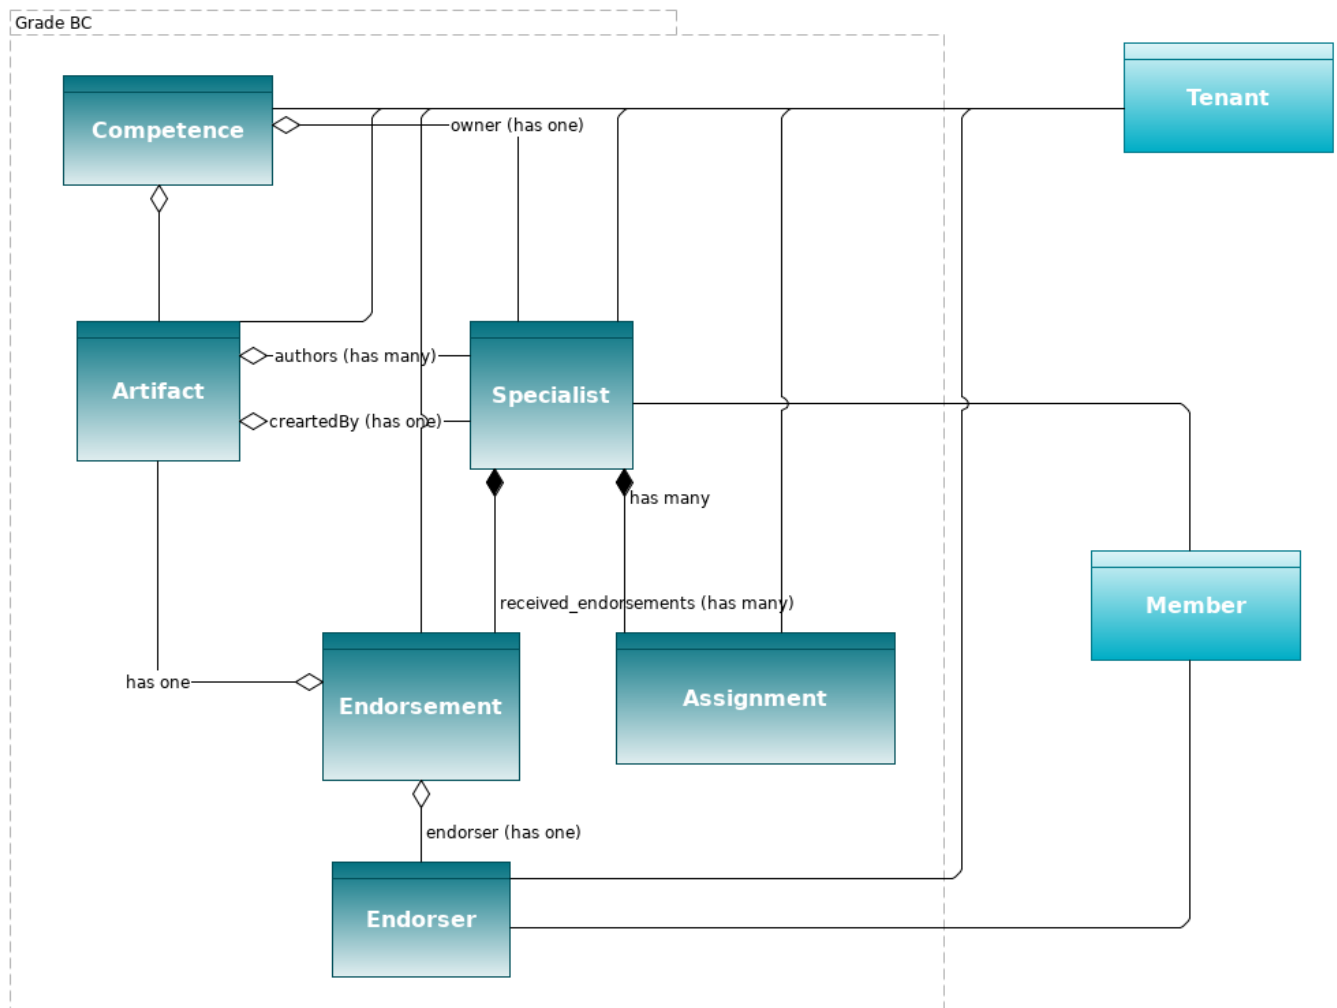 Grade BC
Tenant
Competence
owner (has one)
authors (has many)
Artifact
Specialist
creartedBy (has one)
has many
received_endorsements (has many)
Member
has one
Endorsement
Assignment
endorser (has one)
Endorser